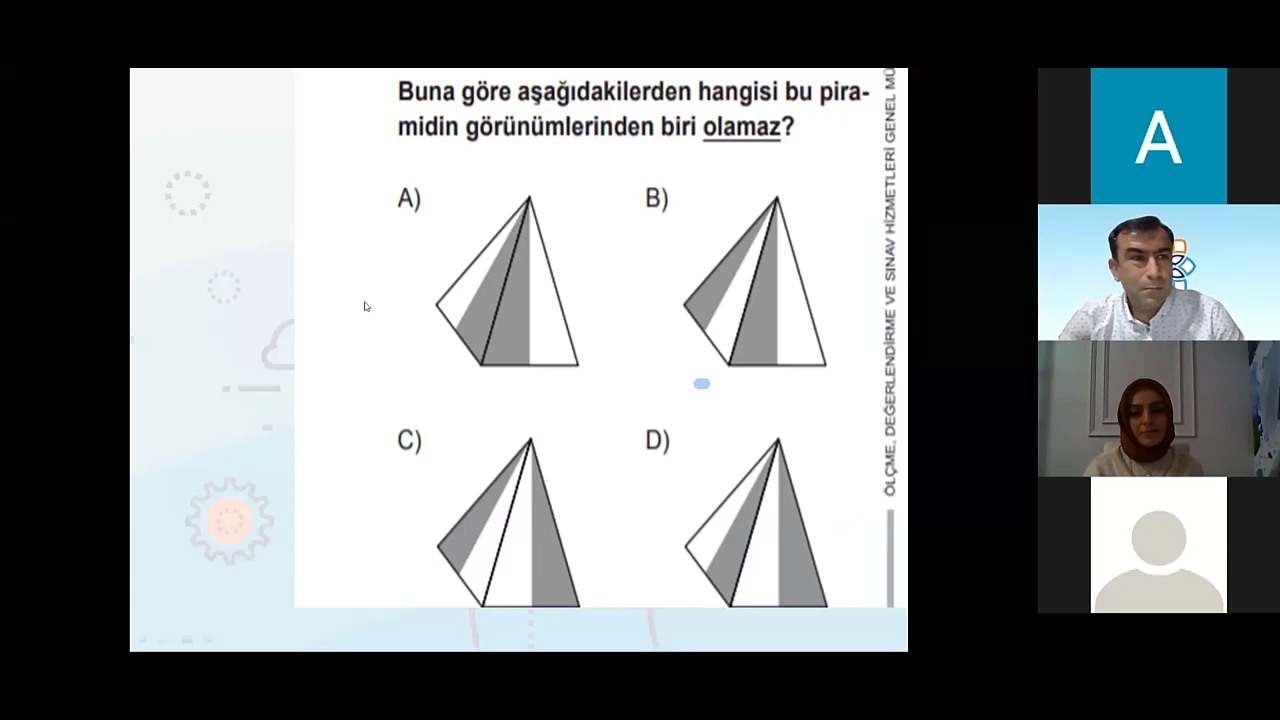 Buna göre aşağıdakilerden hangisi bu pira-
midin görünümlerinden biri olamaz?
A)
B)
C)
D)
ÖLÇME, DEĞERLENDİRME VE SINAV HİZMETLERİ GENEL MÜ
A